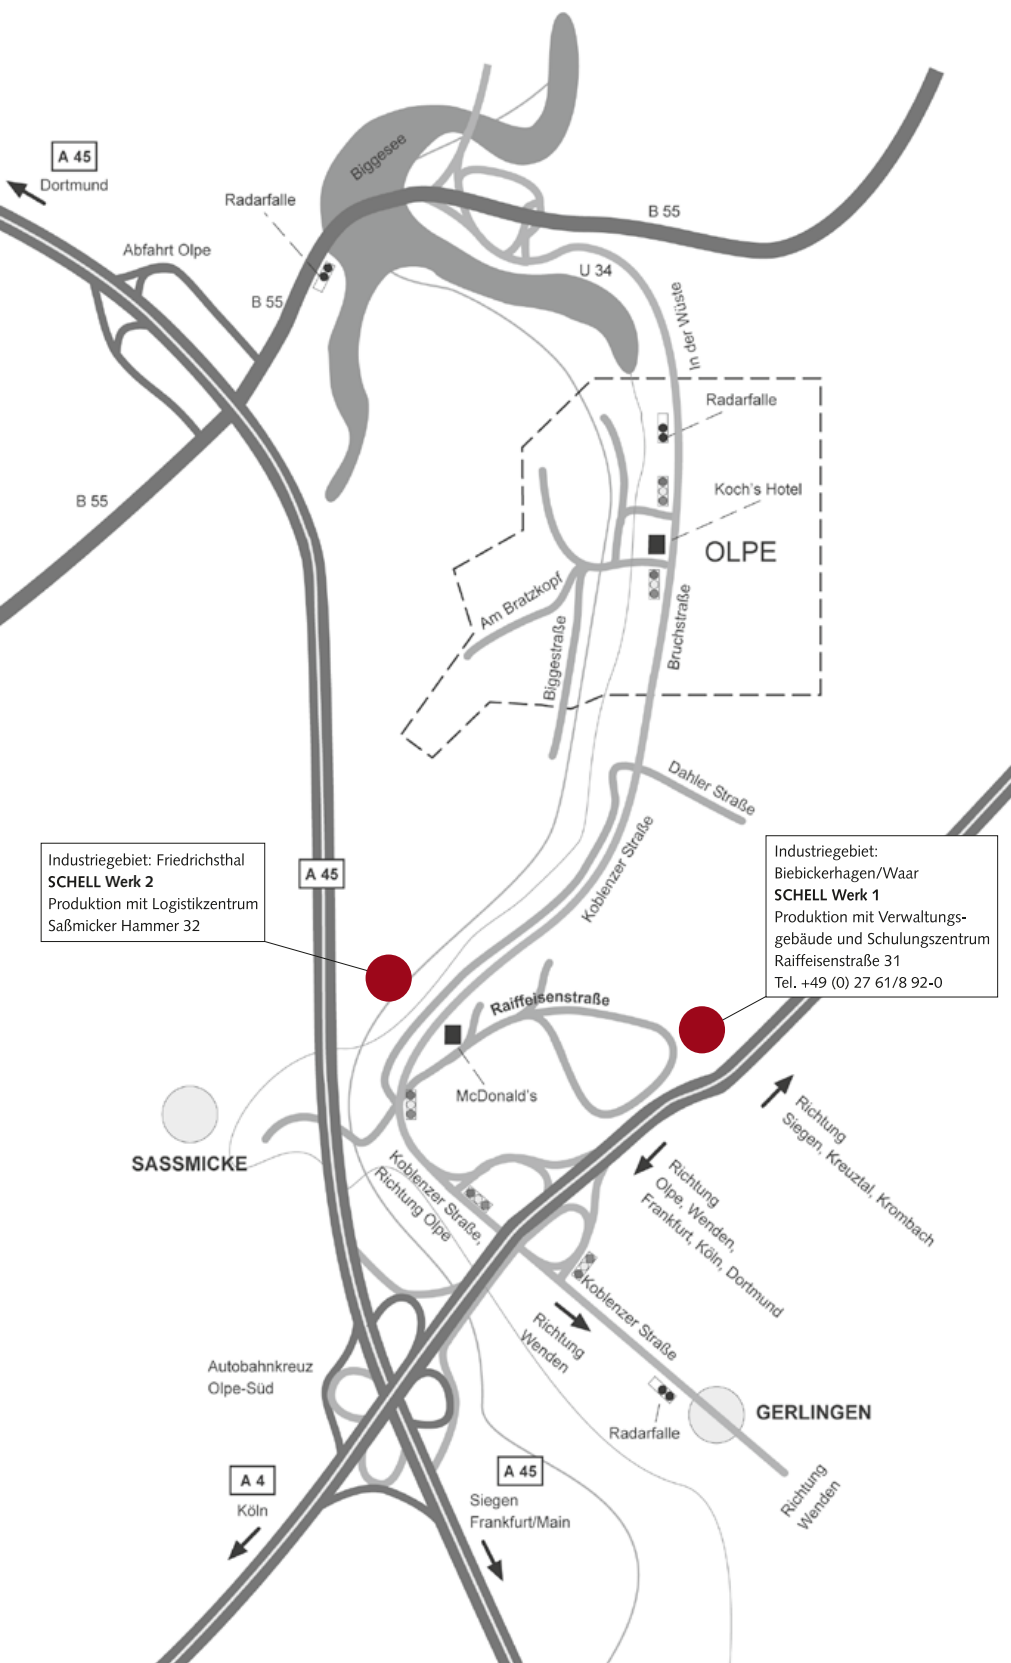 Biggesee
A 45
Dortmund
Radarfalle
B 55
Abfahrt Olpe
U 34
B 55
In der Wüste
Radarfalle
B 55
Koch's Hotel
OLPE
Am Bratzkopf
Biggestraße
Bruchstraße
Dahler Straße
Koblenzer Straße
Industriegebiet: Friedrichsthal
SCHELL Werk 2
Produktion mit Logistikzentrum
Saßmicker Hammer 32
A 45
Industriegebiet:
Biebickerhagen/Waar
SCHELL Werk 1
Produktion mit Verwaltungs-
gebäude und Schulungszentrum
Raiffeisenstraße 31
Tel. +49 (0) 27 61/8 92-0
Raiffeisenstraße
McDonald's
SASSMICKE
Koblenzer Straße,
Richtung Olpe
Richtung
Siegen, Kreuztal, Krombach
Richtung
Olpe, Wenden,
Frankfurt, Köln, Dortmund
Koblenzer Straße
Richtung
Wenden
Autobahnkreuz
Olpe-Süd
GERLINGEN
Radarfalle
A 4
Köln
A 45
Siegen
Frankfurt/Main
Richtung
Wenden